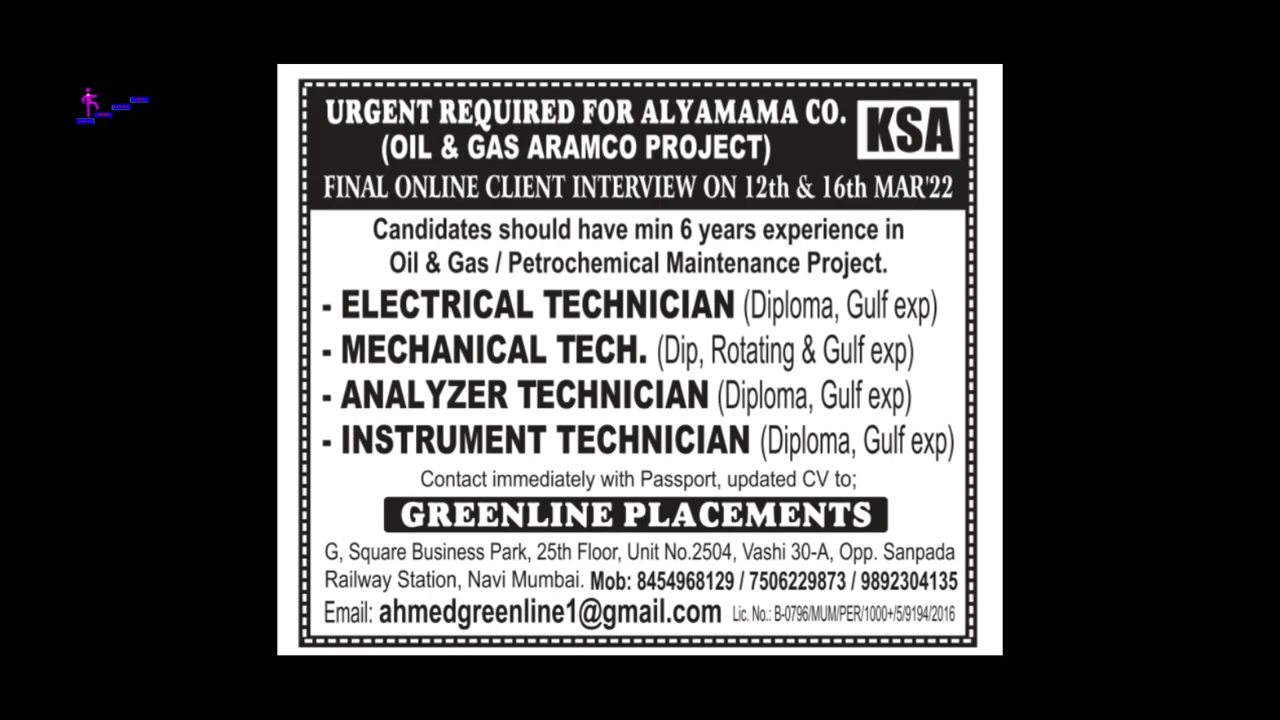 URGENT REQUIRED FOR ALYAMAMA CO.
(OIL & GAS ARAMCO PROJECT)
KSA
FINAL ONLINE CLIENT INTERVIEW ON 12th & 16th MAR'22
Candidates should have min 6 years experience in
Oil & Gas / Petrochemical Maintenance Project.
- ELECTRICAL TECHNICIAN (Diploma, Gulf exp)
- MECHANICAL TECH. (Dip, Rotating & Gulf exp)
- ANALYZER TECHNICIAN (Diploma, Gulf exp)
- INSTRUMENT TECHNICIAN (Diploma, Gulf exp)
Contact immediately with Passport, updated CV to;
GREENLINE PLACEMENTS
G, Square Business Park, 25th Floor, Unit No.2504, Vashi 30-A, Opp. Sanpada
Railway Station, Navi Mumbai. Mob: 8454968129 / 7506229873 / 9892304135
Email: ahmedgreenline1@gmail.com Lic. No.: B-0796/MUM/PER/1000+/5/9194/2016